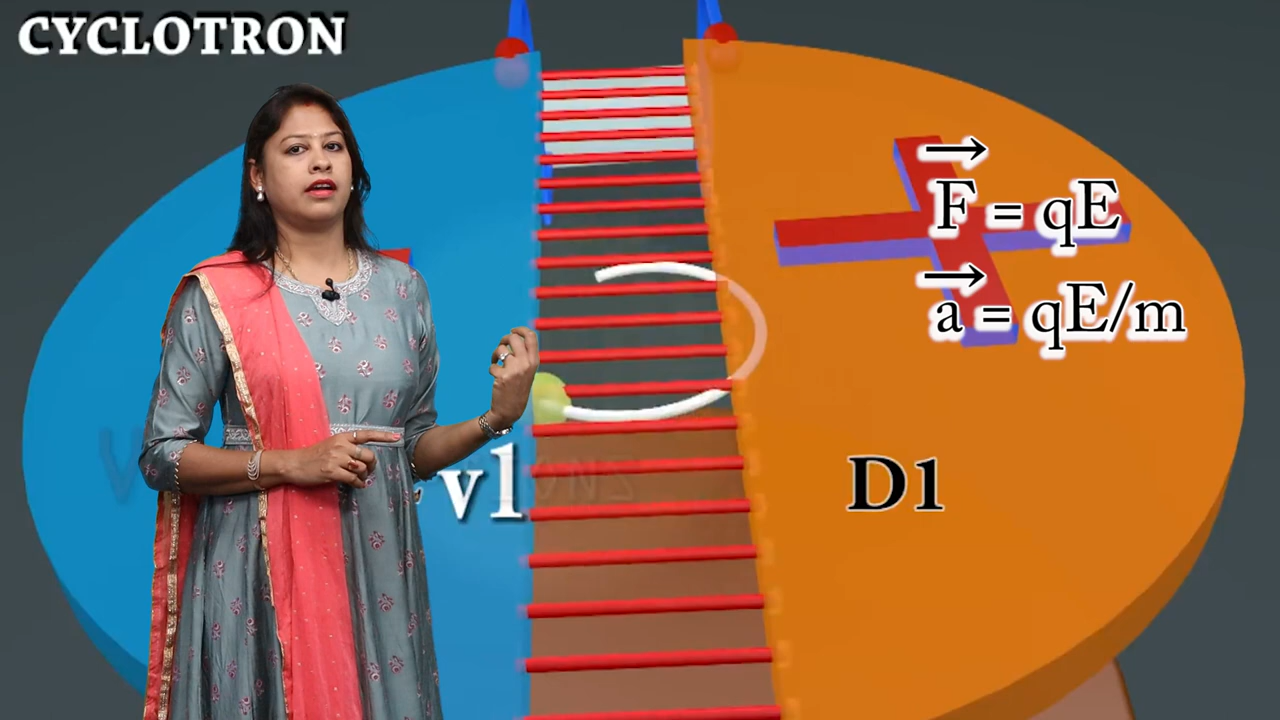 CYCLOTRON
F = qE
a = qE/m
v1
D1